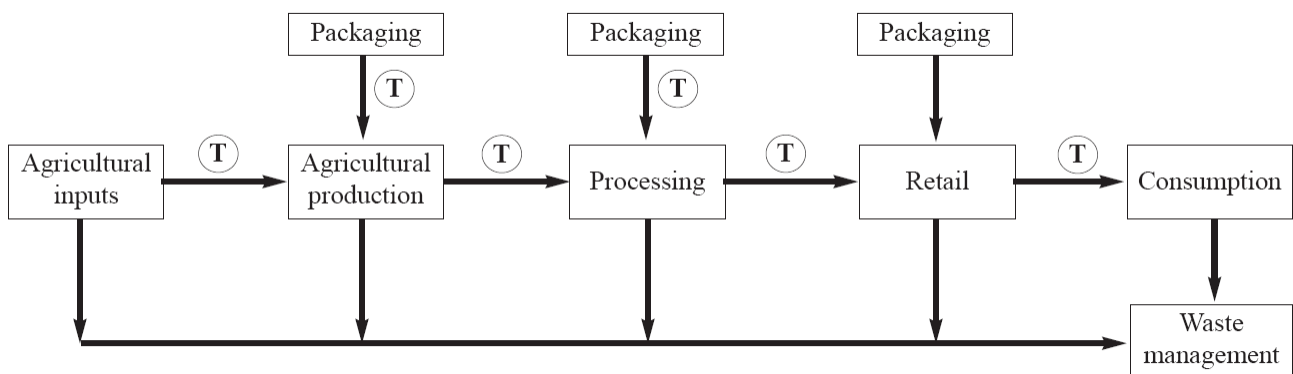 Packaging
Packaging
Packaging
T
T
Agricultural
inputs
T
Agricultural
production
T
Processing
T
Retail
T
Consumption
Waste
management